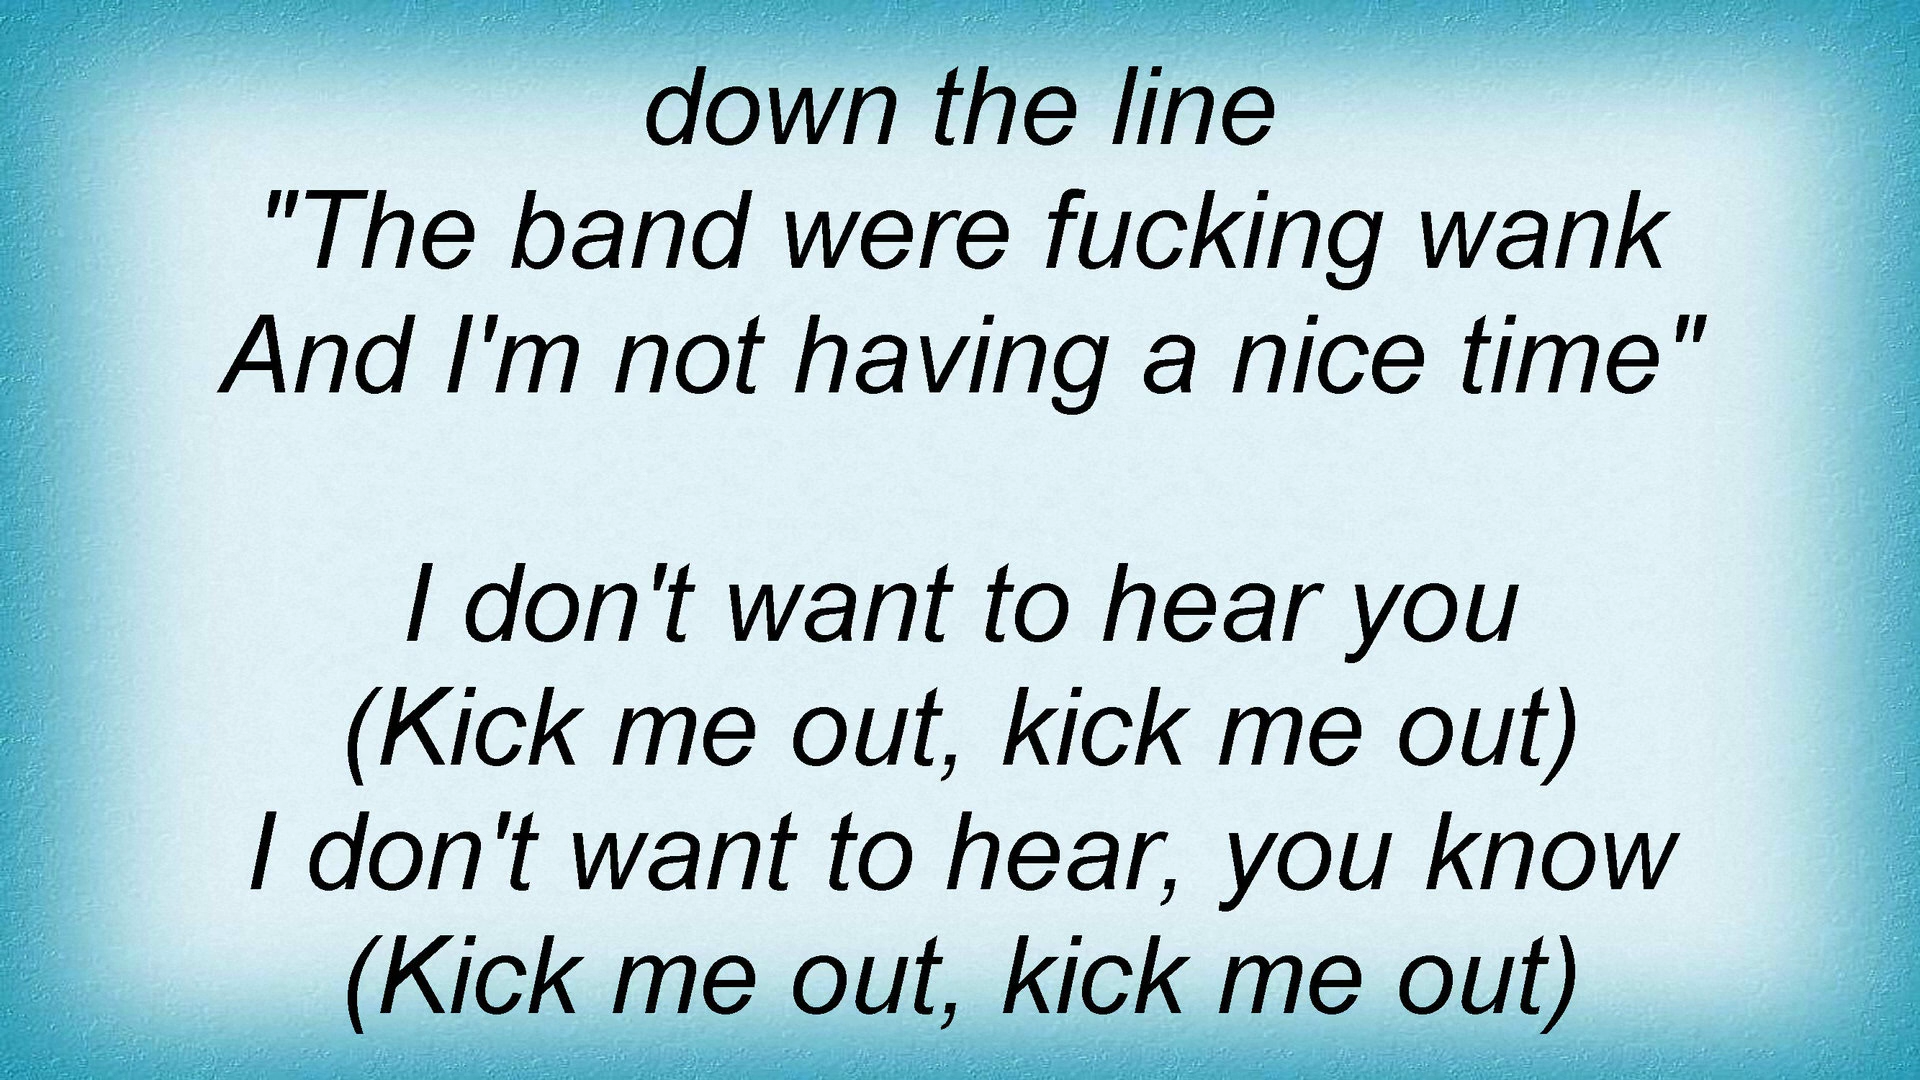 down the line
"The band were fucking wank
And I'm not having a nice time"
I don't want to hear you
(Kick me out, kick me out)
I don't want to hear, you know
(Kick me out, kick me out)